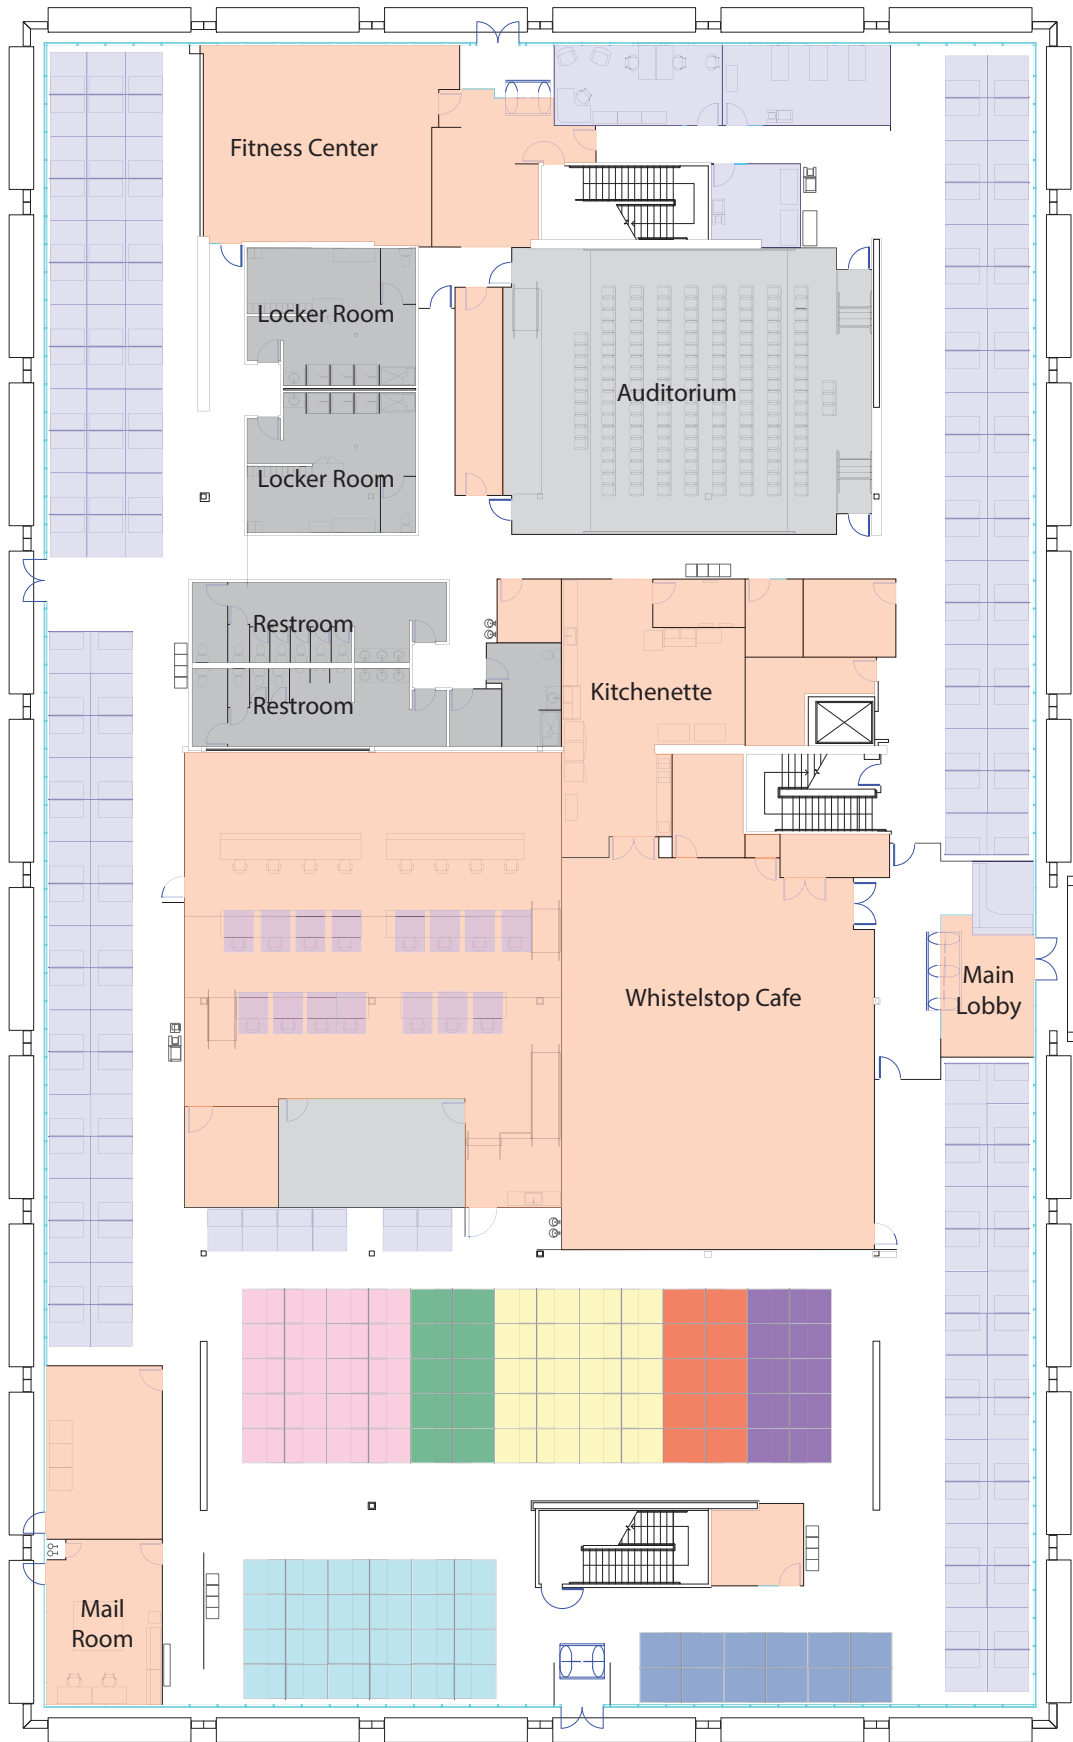 Fitness Center
Locker Room
Auditorium
Locker Room
Restroom
Kitchenette
Restroom
Whistelstop Cafe
Main
Lobby
Mail
Room